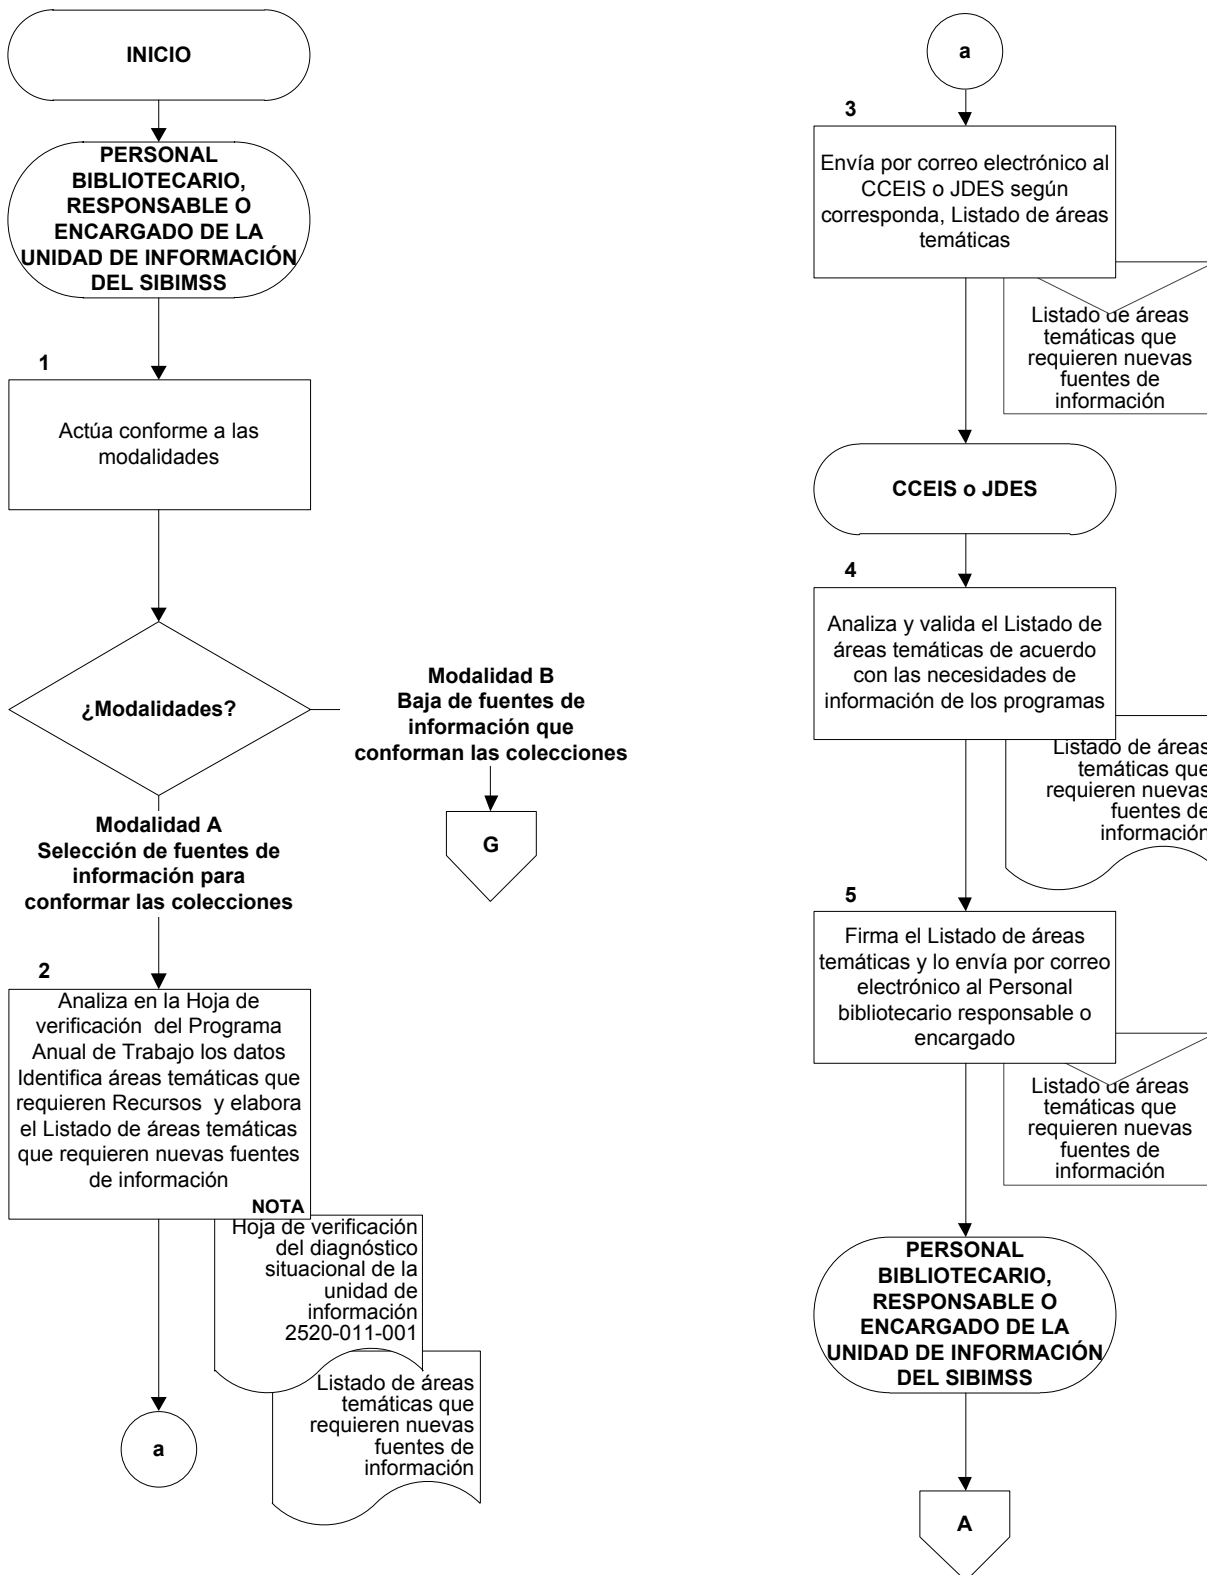 INICIO
PERSONAL
BIBLIOTECARIO,
RESPONSABLE O
ENCARGADO DE LA
UNIDAD DE INFORMACIÓN
DEL SIBIMSS
1
Actúa conforme a las
modalidades
¿Modalidades?
Modalidad B
Baja de fuentes de
información que
conforman las colecciones
G
Modalidad A
Selección de fuentes de
información para
conformar las colecciones
2
Analiza en la Hoja de
verificación del Programa
Anual de Trabajo los datos
Identifica áreas temáticas que
requieren Recursos y elabora
el Listado de áreas temáticas
que requieren nuevas fuentes
de información
NOTA
Hoja de verificación
del diagnóstico
situacional de la
unidad de
información
2520-011-001
Listado de áreas
temáticas que
requieren nuevas
fuentes de
información
a
a
3
Envía por correo electrónico al
CCEIS o JDES según
corresponda, Listado de áreas
temáticas
Listado de áreas
temáticas que
requieren nuevas
fuentes de
información
CCEIS o JDES
4
Analiza y valida el Listado de
áreas temáticas de acuerdo
con las necesidades de
información de los programas
Listado de áreas
temáticas que
requieren nuevas
fuentes de
información
5
Firma el Listado de áreas
temáticas y lo envía por correo
electrónico al Personal
bibliotecario responsable o
encargado
Listado de áreas
temáticas que
requieren nuevas
fuentes de
información
PERSONAL
BIBLIOTECARIO,
RESPONSABLE O
ENCARGADO DE LA
UNIDAD DE INFORMACIÓN
DEL SIBIMSS
A